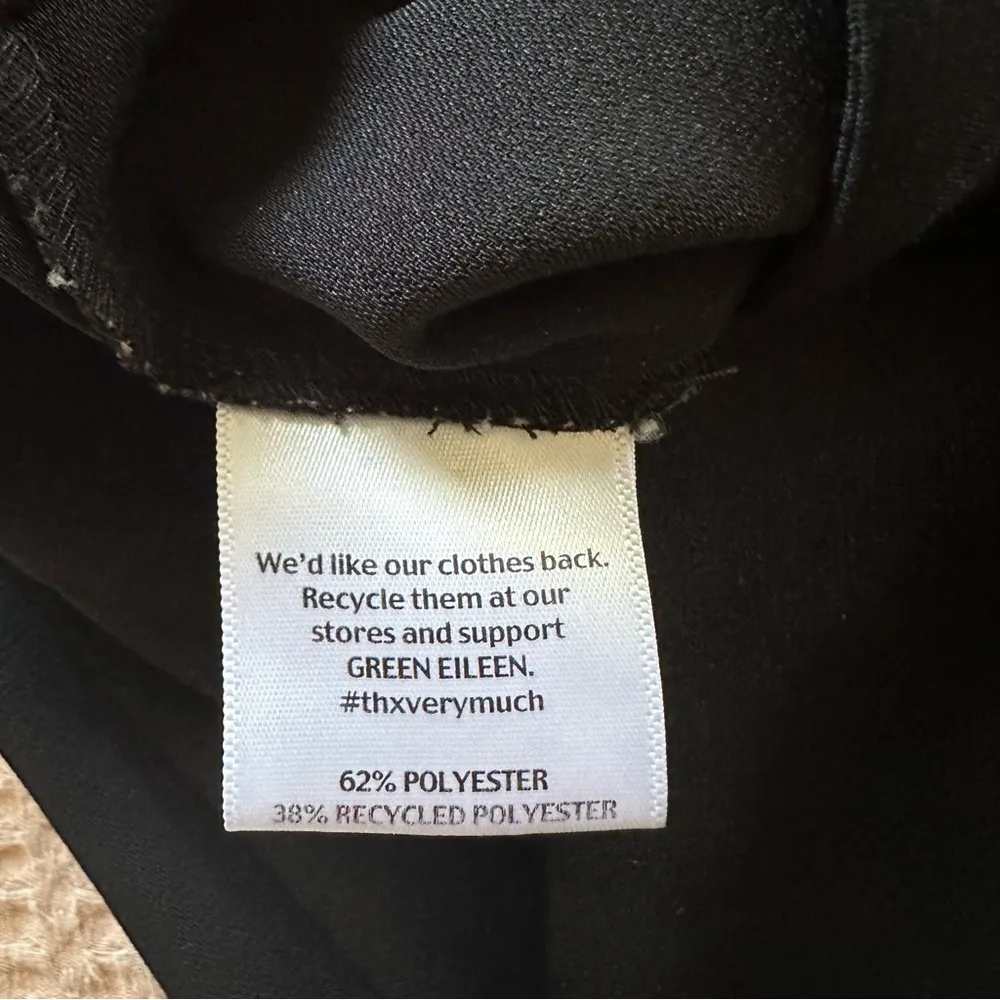 We'd like our clothes back.
Recycle them at our
stores and support
GREEN EILEEN.
#thxverymuch
62% POLYESTER
38% RECYCLED POLYESTER